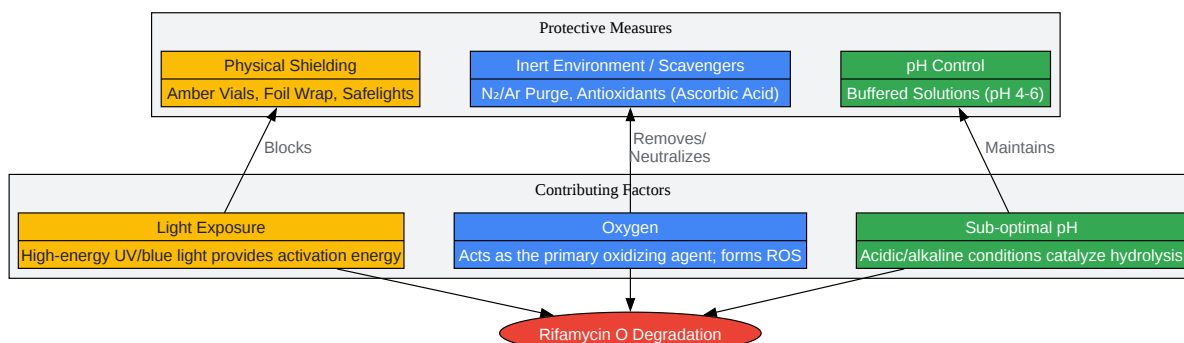 Protective Measures
Physical Shielding
Amber Vials, Foil Wrap, Safelights
Inert Environment / Scavengers
N₂/Ar Purge, Antioxidants (Ascorbic Acid)
pH Control
Buffered Solutions (pH 4-6)
Blocks
Removes/
Neutralizes
Maintains
Contributing Factors
Light Exposure
High-energy UV/blue light provides activation energy
Oxygen
Acts as the primary oxidizing agent; forms ROS
Sub-optimal pH
Acidic/alkaline conditions catalyze hydrolysis
Rifamycin O Degradation